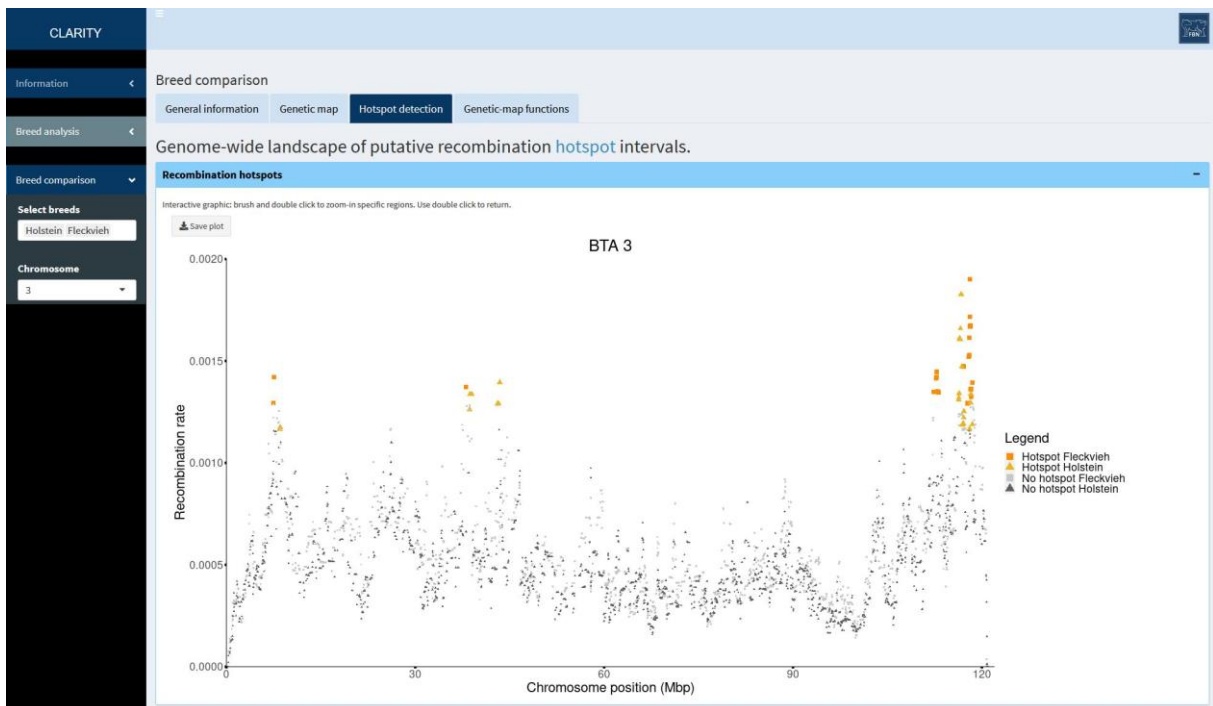 CLARITY
FBN
Information
Breed analysis
Breed comparison
Select breeds
Holstein Fleckvieh
Chromosome
3
Breed comparison
General information Genetic map Hotspot detection Genetic-map functions
Genome-wide landscape of putative recombination hotspot intervals.
Recombination hotspots
Interactive graphic: brush and double click to zoom-in specific regions. Use double click to return.
Save plot
BTA 3
Recombination rate
0.0020
0.0015
0.0010
0.0005
0.0000
0 30 60 90 120
Chromosome position (Mbp)
Legend
Hotspot Fleckvieh
Hotspot Holstein
No hotspot Fleckvieh
No hotspot Holstein